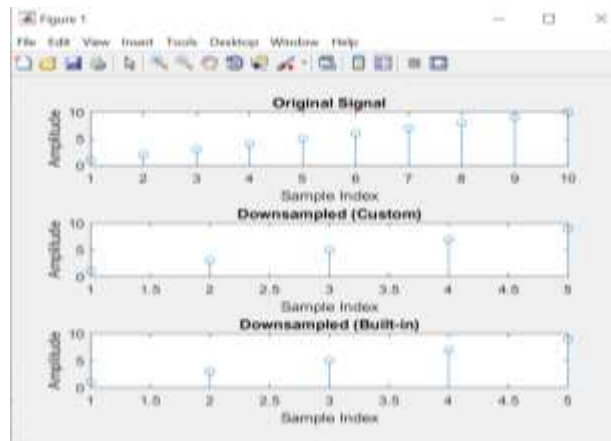 Figure 1
File Edit View Insert Tools Desktop Window Help
Original Signal
Amplitude
10
5
0
1 2 3 4 5 6 7 8 9 10
Sample Index
Downsampled (Custom)
Amplitude
10
5
0
1 1.5 2 2.5 3 3.5 4 4.5 5
Sample Index
Downsampled (Built-in)
Amplitude
10
5
0
1 1.5 2 2.5 3 3.5 4 4.5 5
Sample Index